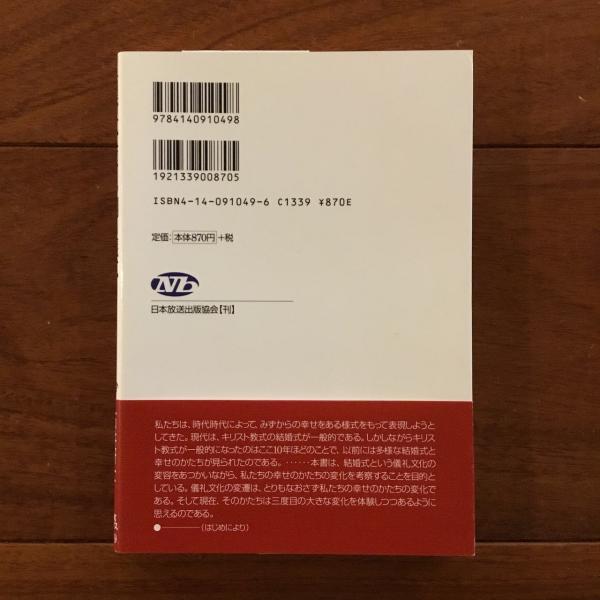 9784140910498
1921339008705
ISBN4-14-091049-6 C1339 ¥870E
定価:本体870円+税
Nb
日本放送出版協会【刊】
私たちは、時代時代によって、みずからの幸せをある様式をもって表現しようと
してきた。現代は、キリスト教式の結婚式が一般的である。しかしながらキリス
ト教式が一般的になったのはここ10年ほどのことで、以前には多様な結婚式と
幸せのかたちが見られたのである。……本書は、結婚式という儀礼文化の
変容をあつかいながら、私たちの幸せのかたちの変化を考察することを目的と
している。儀礼文化の変遷は、とりもなおさず私たちの幸せのかたちの変化で
ある。そして現在、そのかたちは三度目の大きな変化を体験しつつあるように
思えるのである。
●————(はじめにより)